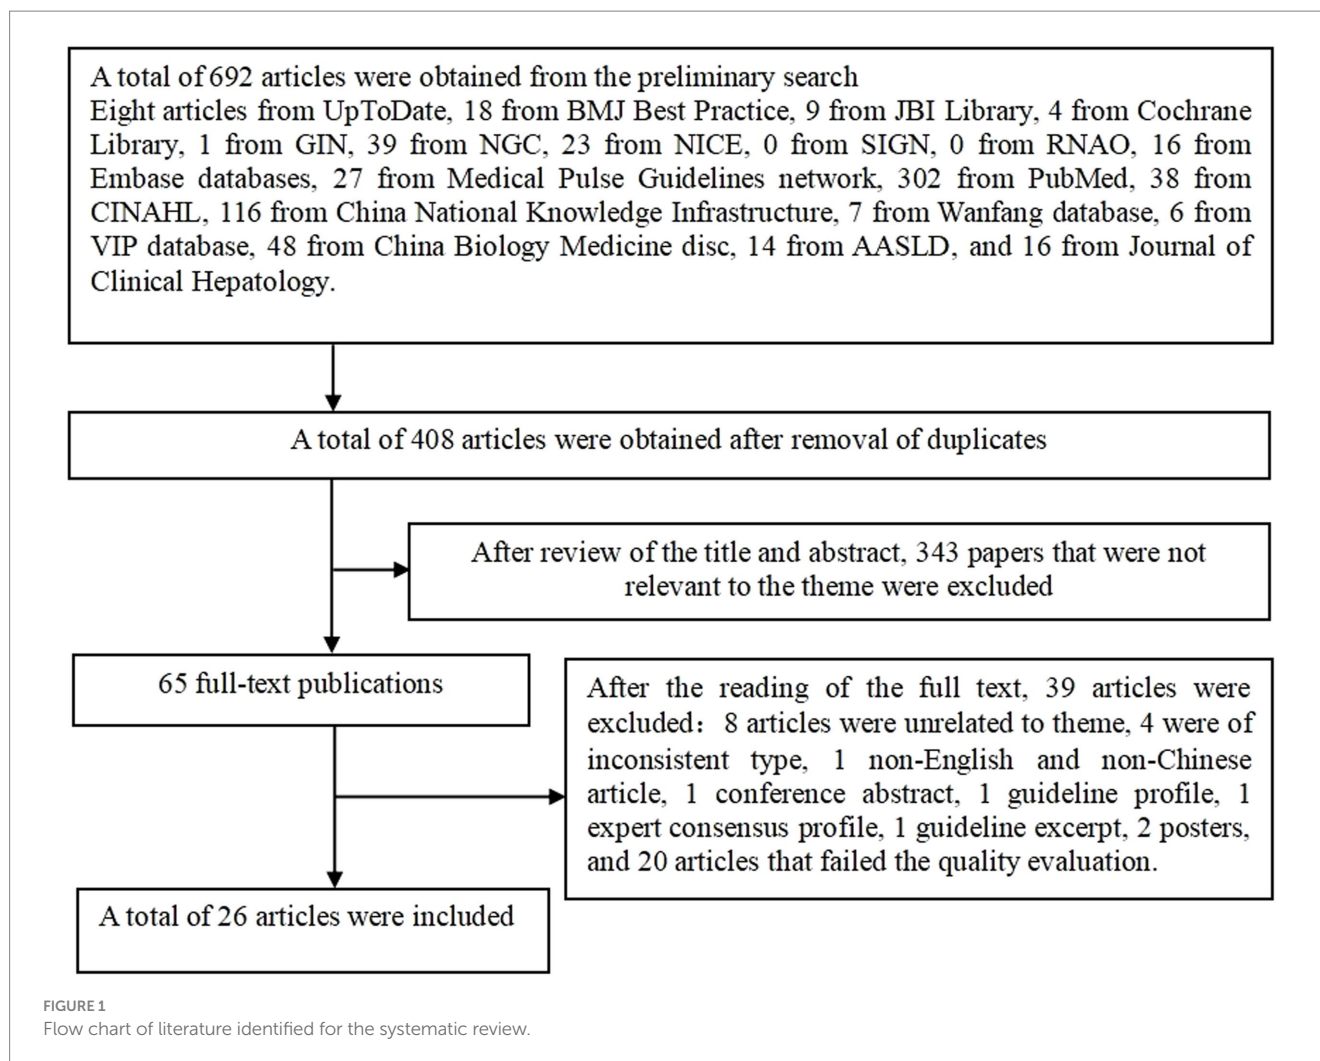 A total of 692 articles were obtained from the preliminary search
Eight articles from UpToDate, 18 from BMJ Best Practice, 9 from JBI Library, 4 from Cochrane
Library, 1 from GIN, 39 from NGC, 23 from NICE, 0 from SIGN, 0 from RNAO, 16 from
Embase databases, 27 from Medical Pulse Guidelines network, 302 from PubMed, 38 from
CINAHL, 116 from China National Knowledge Infrastructure, 7 from Wanfang database, 6 from
VIP database, 48 from China Biology Medicine disc, 14 from AASLD, and 16 from Journal of
Clinical Hepatology.
A total of 408 articles were obtained after removal of duplicates
After review of the title and abstract, 343 papers that were not
relevant to the theme were excluded
65 full-text publications
After the reading of the full text, 39 articles were
excluded：8 articles were unrelated to theme, 4 were of
inconsistent type, 1 non-English and non-Chinese
article, 1 conference abstract, 1 guideline profile, 1
expert consensus profile, 1 guideline excerpt, 2 posters,
and 20 articles that failed the quality evaluation.
A total of 26 articles were included
FIGURE 1
Flow chart of literature identified for the systematic review.